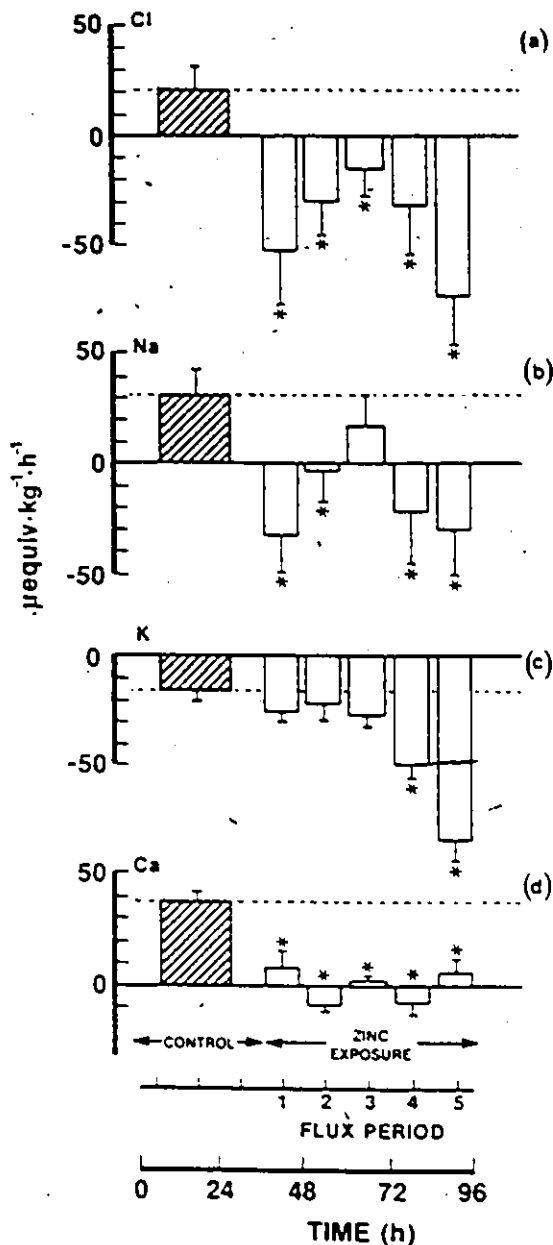 50
Cl
(a)
0
-50
50
Na
(b)
0
-50
µequiv·kg⁻¹·h⁻¹
K
0
(c)
-50
50
Ca
(d)
0
CONTROL
ZINC
EXPOSURE
1 2 3 4 5
FLUX PERIOD
0 24 48 72 96
TIME (h)
* * * * *
* * * *
* *
* * * * *